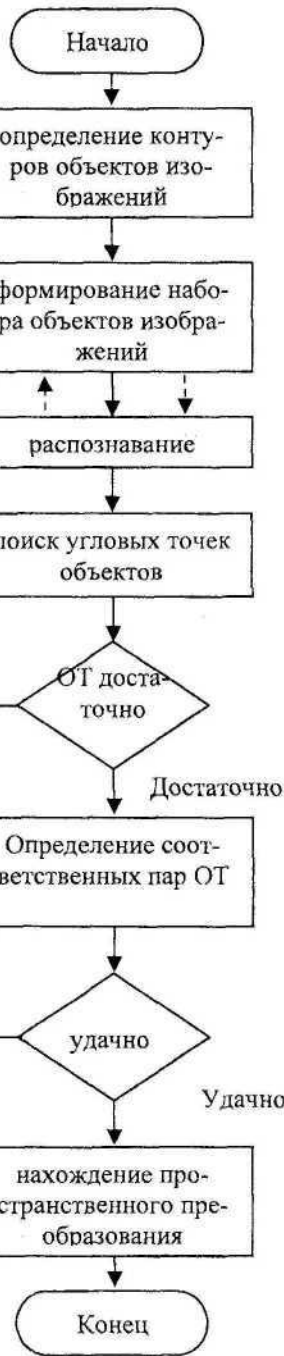 Начало
определение конту-
ров объектов изо-
бражений
формирование набо-
ра объектов изобра-
жений
распознавание
поиск угловых точек
объектов
ОТ доста-
точно
Достаточно
Определение соот-
ветственных пар ОТ
удачно
Удачно
нахождение про-
странственного пре-
образования
Конец